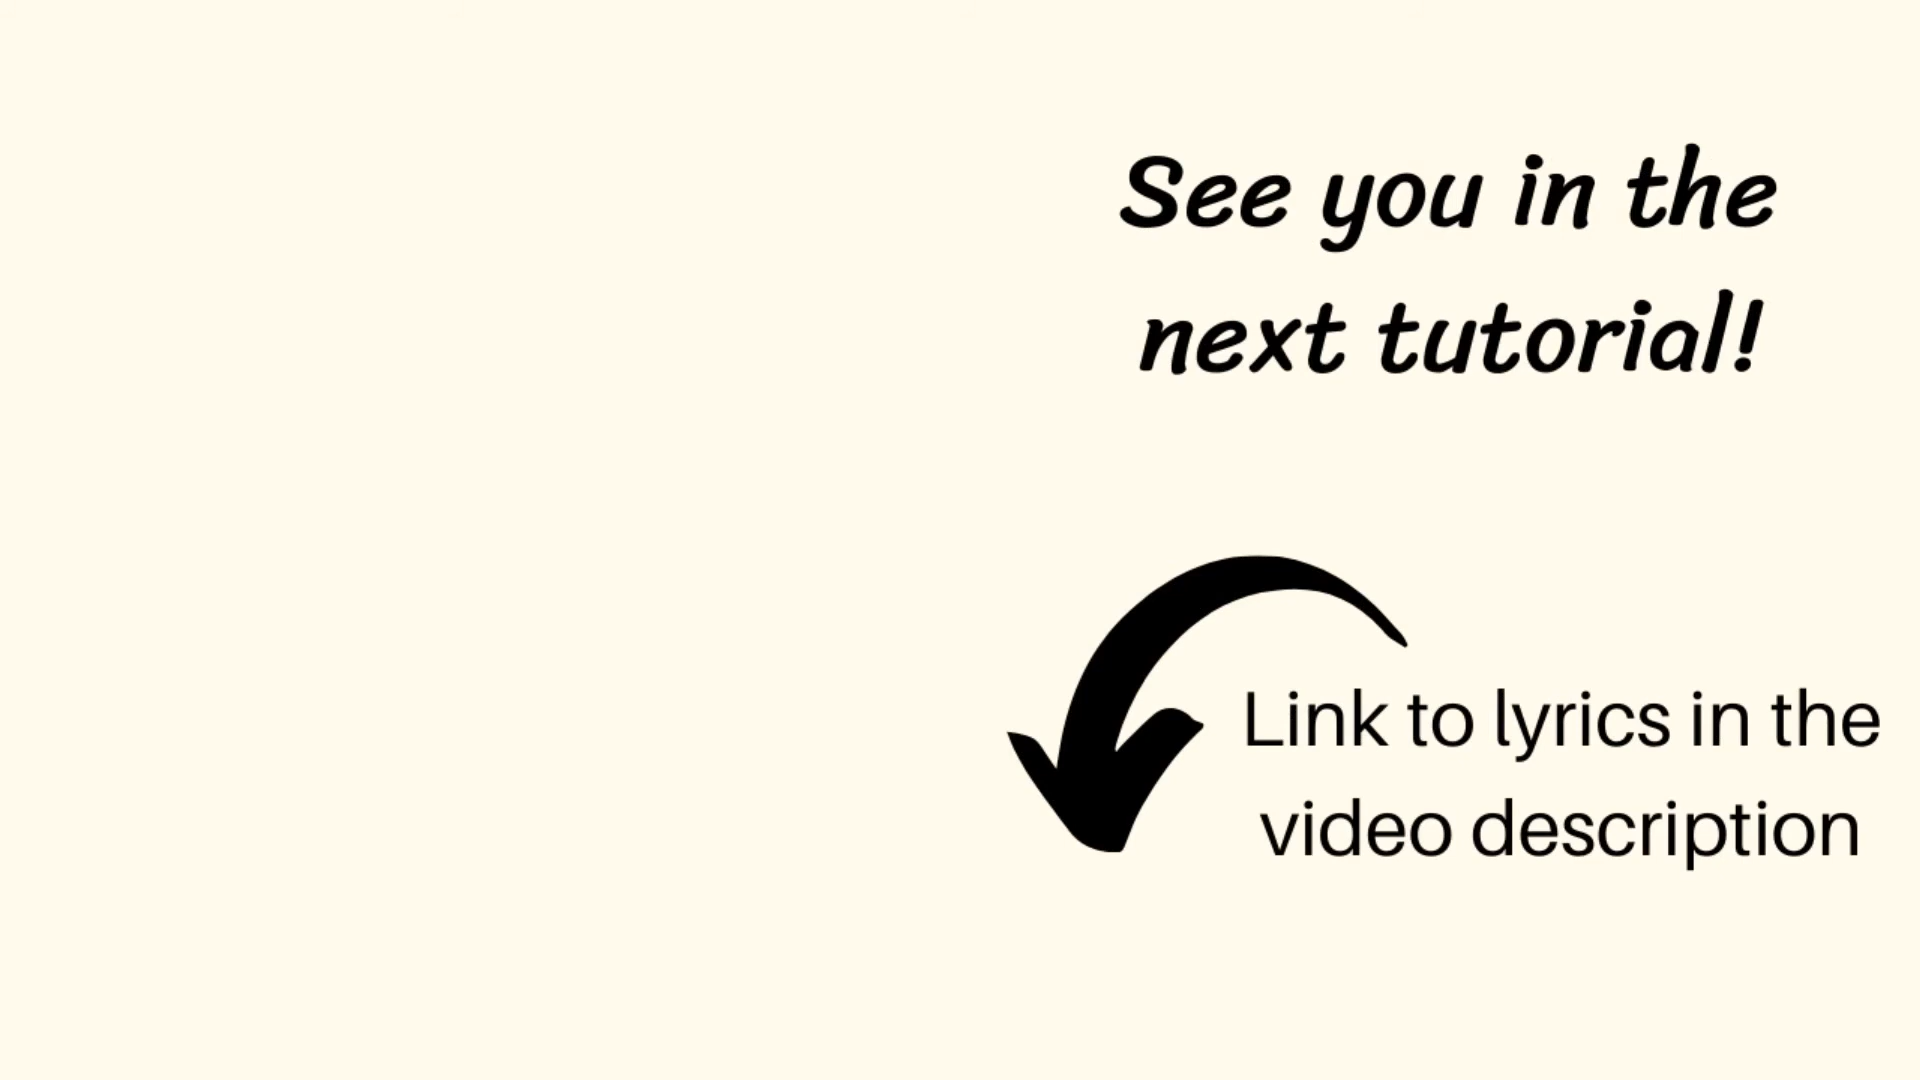 See you in the
next tutorial!
Link to lyrics in the
video description